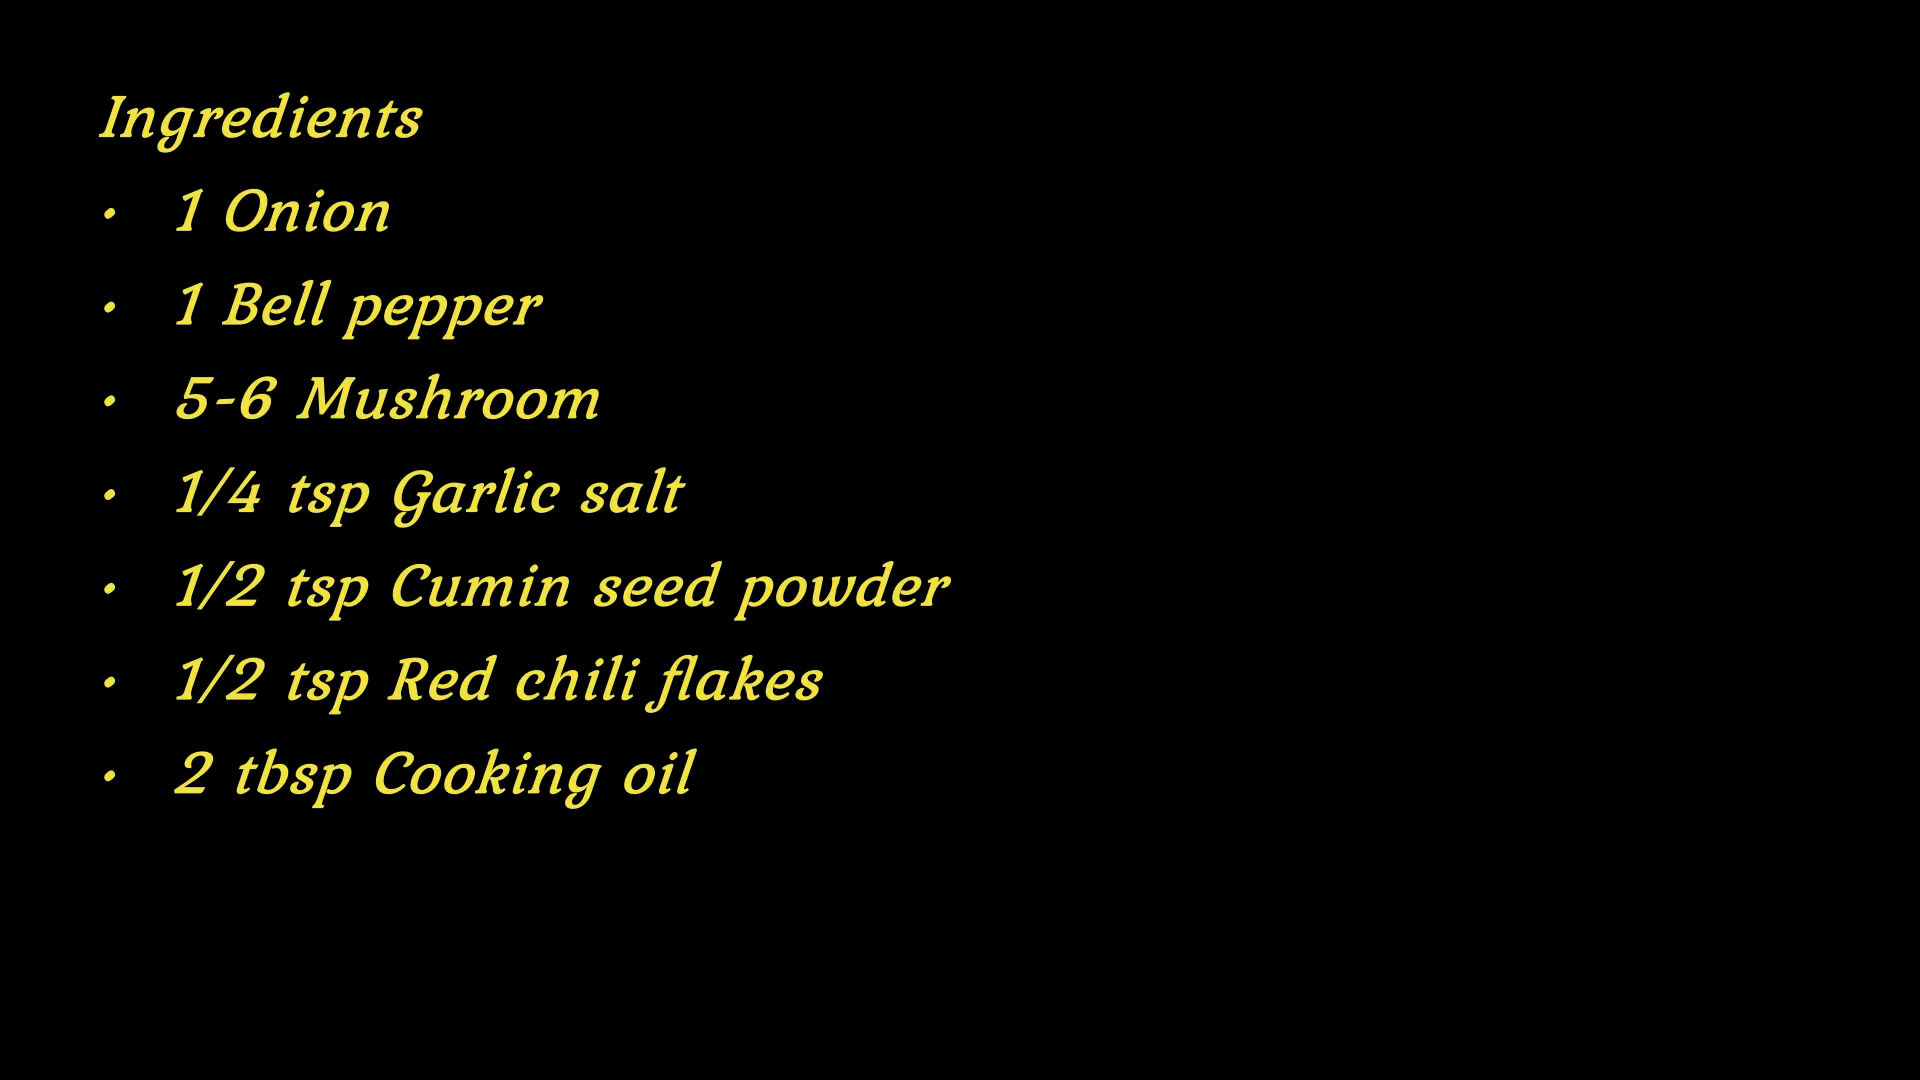 Ingredients
• 1 Onion
• 1 Bell pepper
• 5-6 Mushroom
• 1/4 tsp Garlic salt
• 1/2 tsp Cumin seed powder
• 1/2 tsp Red chili flakes
• 2 tbsp Cooking oil